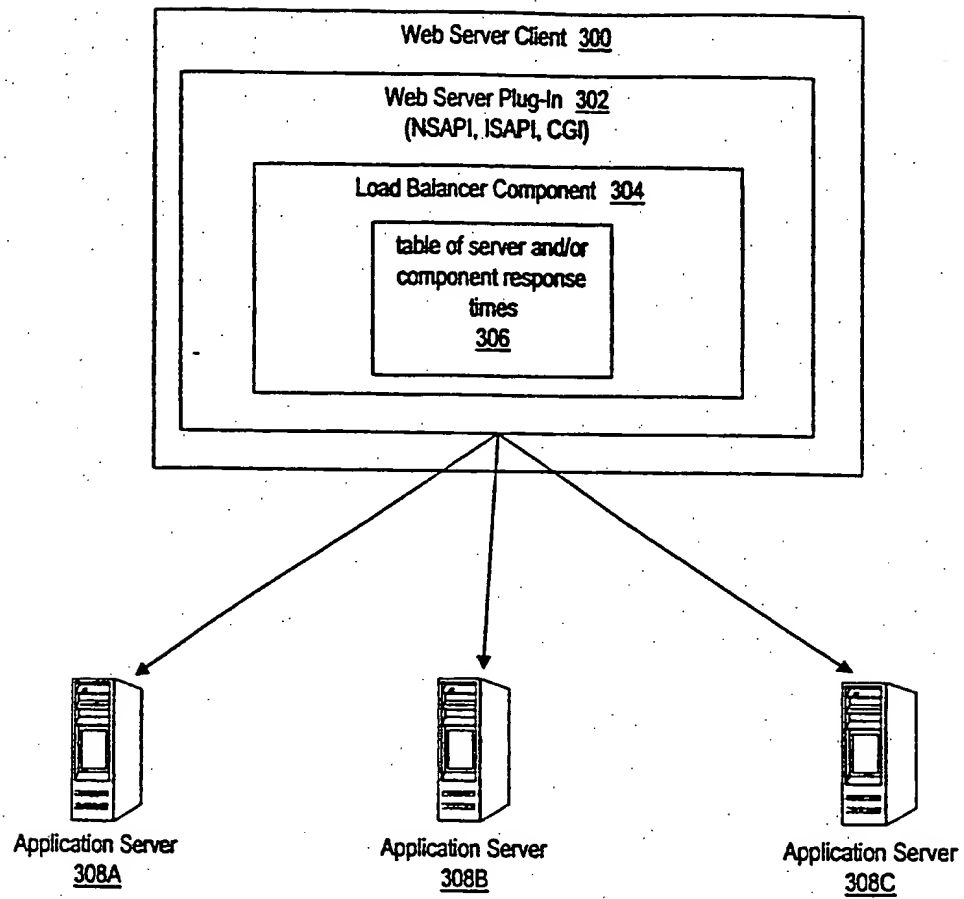 Web Server Client 300
Web Server Plug-In 302
(NSAPI, ISAPI, CGI)
Load Balancer Component 304
table of server and/or
component response
times
306
Application Server
308A
Application Server
308B
Application Server
308C